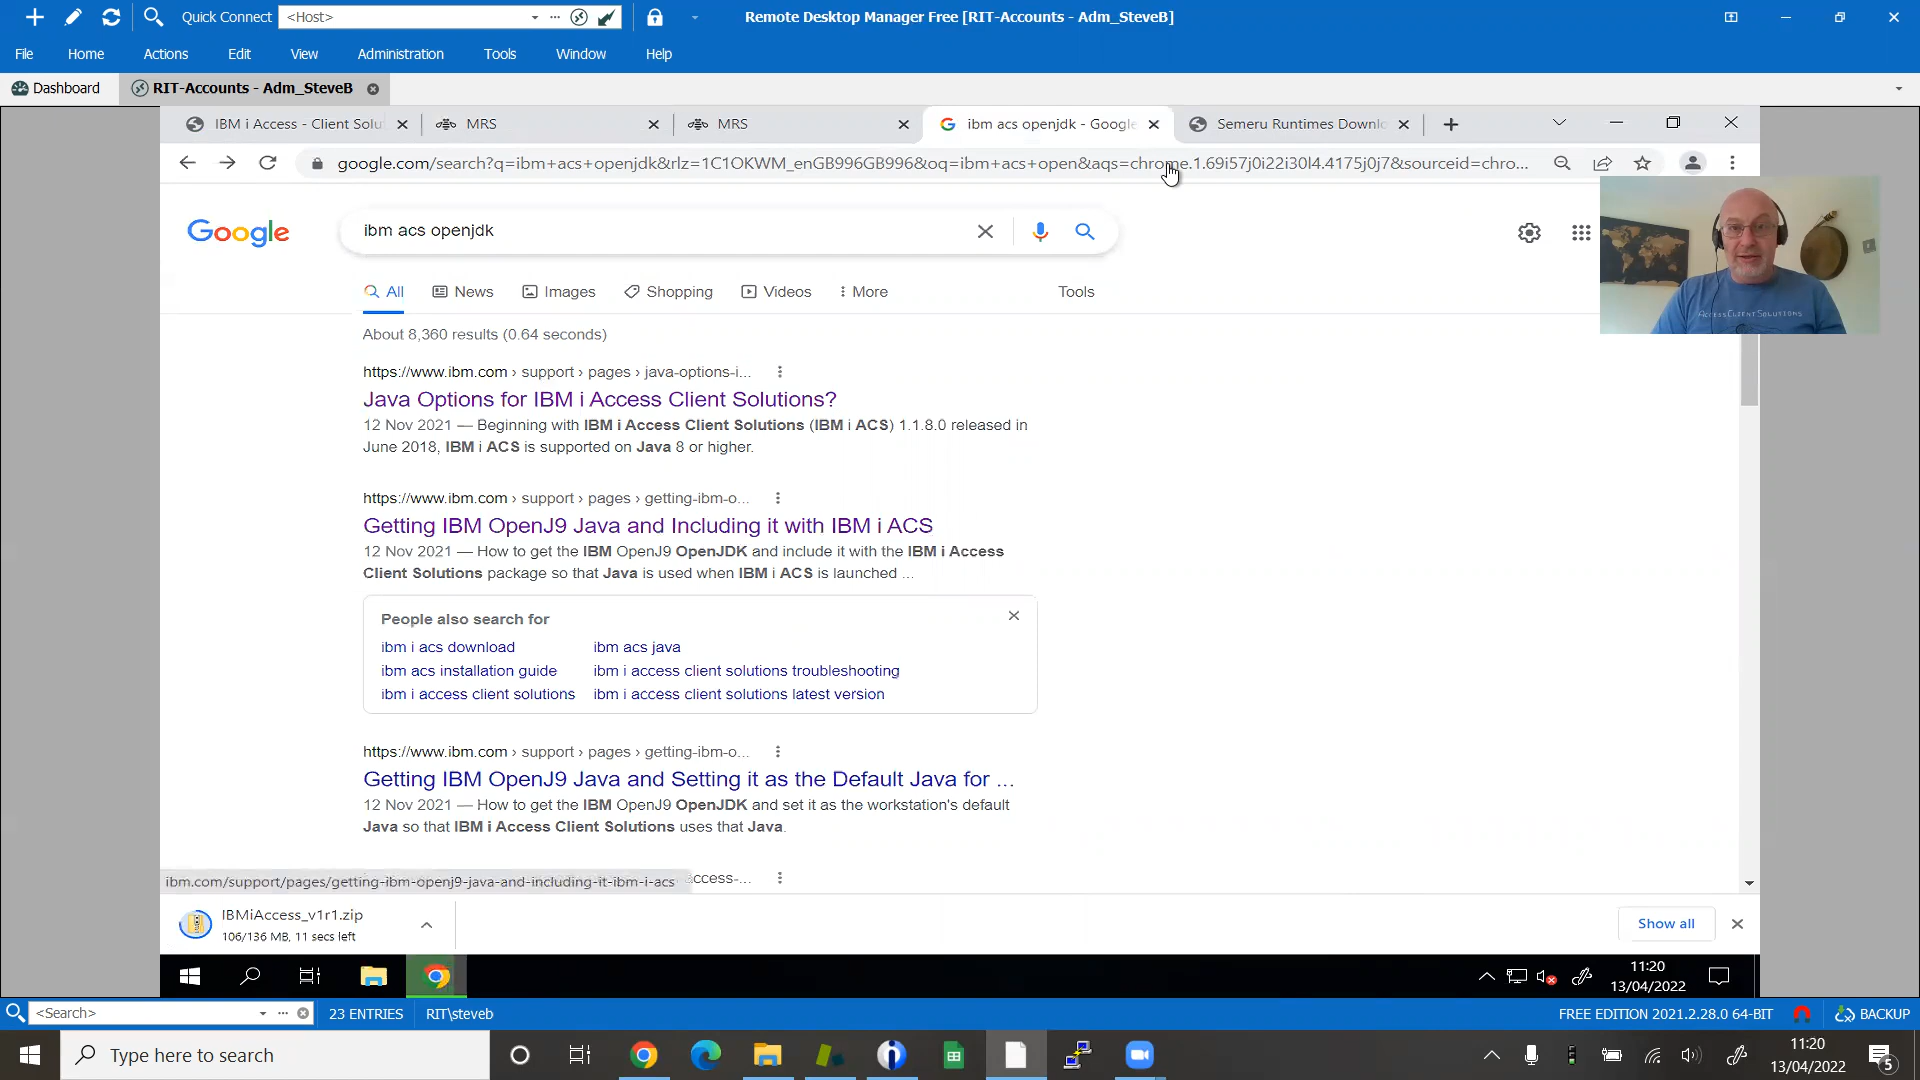 Quick Connect
<Host>
Remote Desktop Manager Free [RIT-Accounts - Adm_SteveB]
File Home Actions Edit View Administration Tools Window Help
Dashboard
RIT-Accounts - Adm_SteveB
IBM i Access - Client Solu
MRS
MRS
ibm acs openjdk - Google
Semeru Runtimes Downlo
google.com/search?q=ibm+acs+openjdk&rlz=1C1OKWM_enGB996GB996&oq=ibm+acs+open&aqs=chrome.1.69i57j0i22i30l4.4175j0j7&sourceid=chro...
Google
ibm acs openjdk
All News Images Shopping Videos More Tools
About 8,360 results (0.64 seconds)
https://www.ibm.com › support › pages › java-options-i...
Java Options for IBM i Access Client Solutions?
12 Nov 2021 — Beginning with IBM i Access Client Solutions (IBM i ACS) 1.1.8.0 released in
June 2018, IBM i ACS is supported on Java 8 or higher.
https://www.ibm.com › support › pages › getting-ibm-o...
Getting IBM OpenJ9 Java and Including it with IBM i ACS
12 Nov 2021 — How to get the IBM OpenJ9 OpenJDK and include it with the IBM i Access
Client Solutions package so that Java is used when IBM i ACS is launched ...
People also search for
ibm i acs download
ibm acs java
ibm acs installation guide
ibm i access client solutions troubleshooting
ibm i access client solutions
ibm i access client solutions latest version
https://www.ibm.com › support › pages › getting-ibm-o...
Getting IBM OpenJ9 Java and Setting it as the Default Java for ...
12 Nov 2021 — How to get the IBM OpenJ9 OpenJDK and set it as the workstation's default
Java so that IBM i Access Client Solutions uses that Java.
ibm.com/support/pages/getting-ibm-openj9-java-and-including-it-ibm-i-acs
ccess-...
IBMiAccess_v1r1.zip
106/136 MB, 11 secs left
Show all
AccessClientSolutions
11:20
13/04/2022
<Search>
23 ENTRIES
RIT\steveb
FREE EDITION 2021.2.28.0 64-BIT
BACKUP
Type here to search
11:20
13/04/2022
5